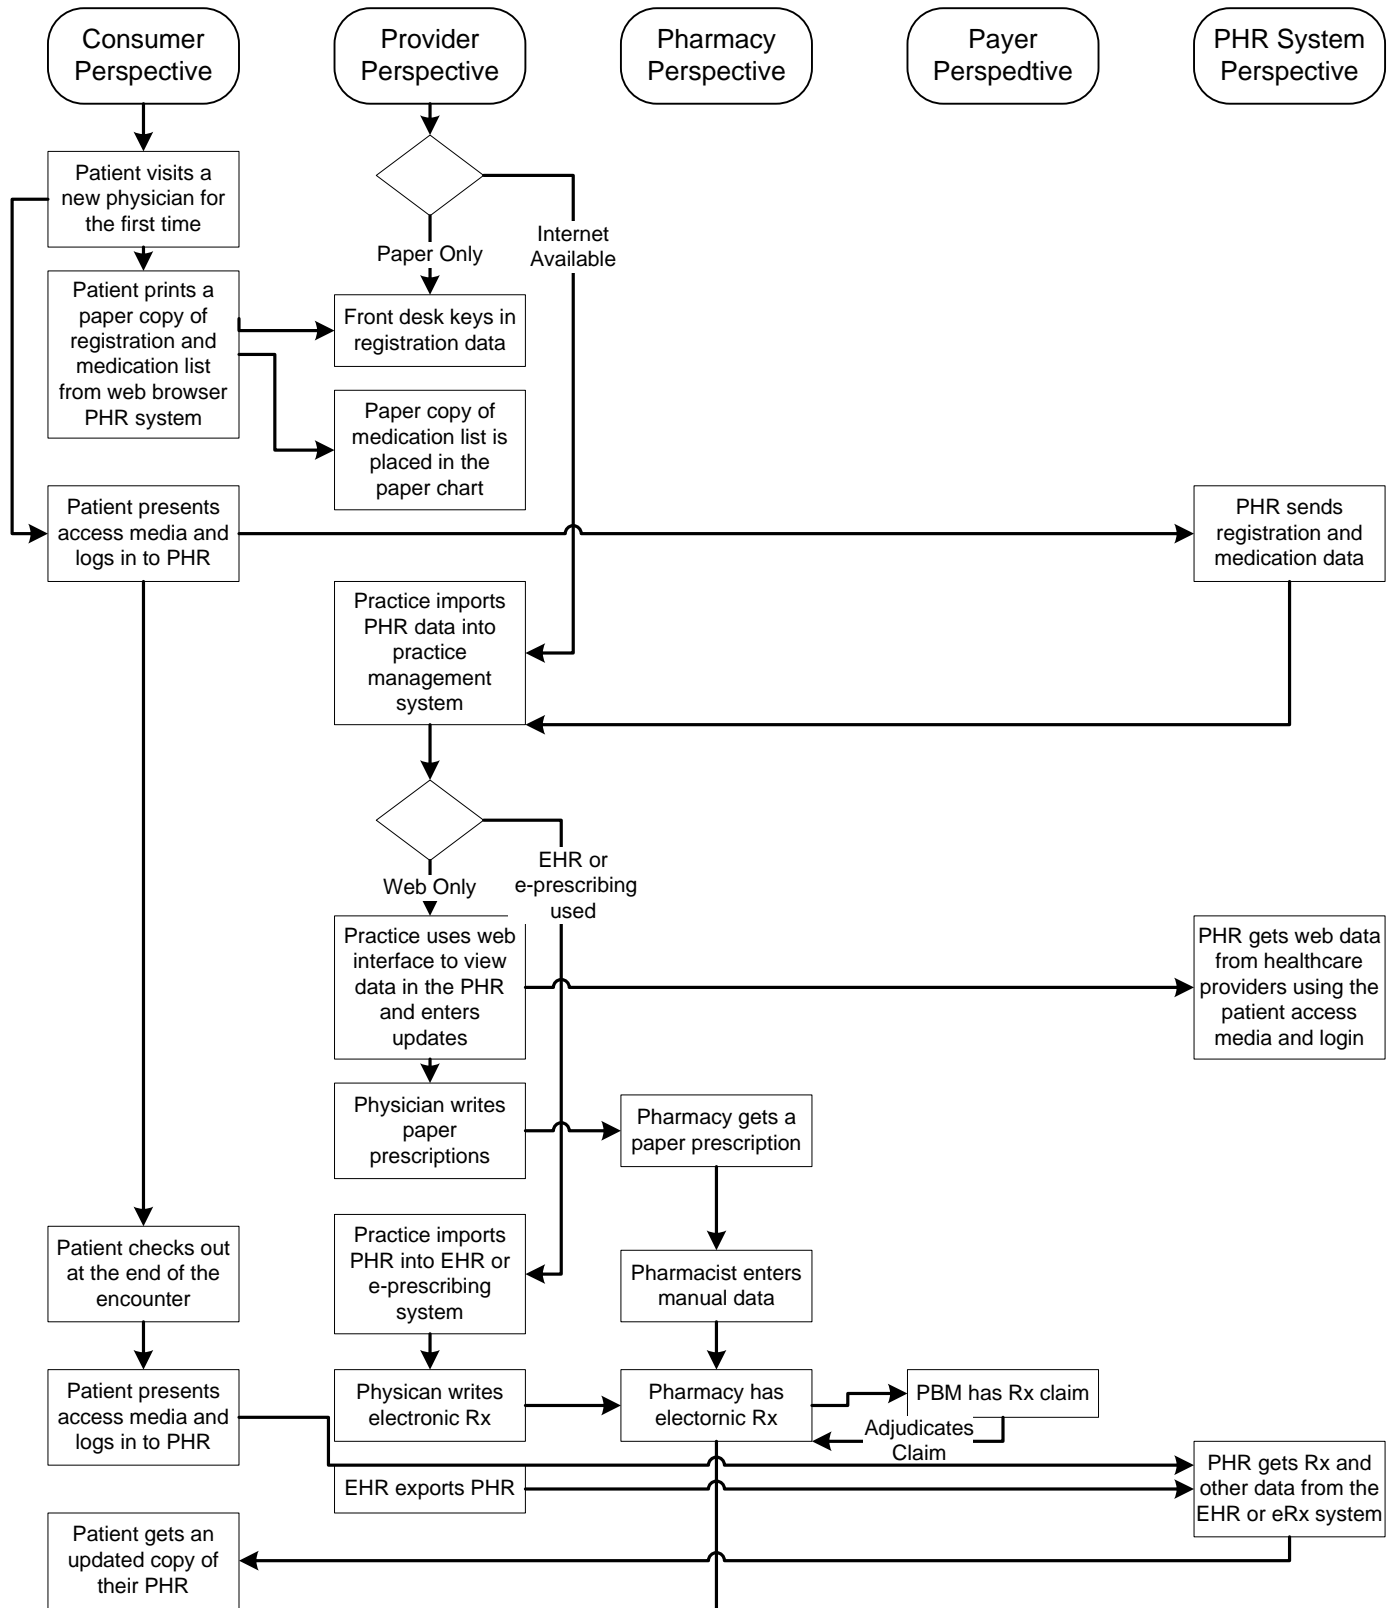 Consumer
Perspective
Provider
Perspective
Pharmacy
Perspective
Payer
Perspedtive
PHR System
Perspective
Patient visits a
new physician for
the first time
Internet
Available
Paper Only
Patient prints a
paper copy of
registration and
medication list
from web browser
PHR system
Front desk keys in
registration data
Paper copy of
medication list is
placed in the
paper chart
Patient presents
access media and
logs in to PHR
PHR sends
registration and
medication data
Practice imports
PHR data into
practice
management
system
EHR or
e-prescribing
used
Web Only
Practice uses web
interface to view
data in the PHR
and enters
updates
PHR gets web data
from healthcare
providers using the
patient access
media and login
Physician writes
paper
prescriptions
Pharmacy gets a
paper prescription
Patient checks out
at the end of the
encounter
Practice imports
PHR into EHR or
e-prescribing
system
Pharmacist enters
manual data
Patient presents
access media and
logs in to PHR
Physican writes
electronic Rx
Pharmacy has
electornic Rx
PBM has Rx claim
Adjudicates
Claim
EHR exports PHR
PHR gets Rx and
other data from the
EHR or eRx system
Patient gets an
updated copy of
their PHR